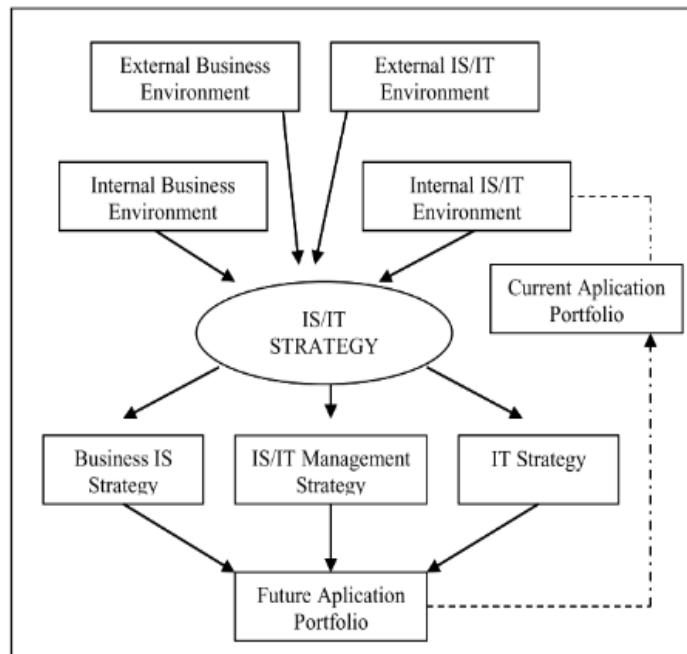 External Business
Environment
External IS/IT
Environment
Internal Business
Environment
Internal IS/IT
Environment
Current Aplication
Portfolio
IS/IT
STRATEGY
Business IS
Strategy
IS/IT Management
Strategy
IT Strategy
Future Aplication
Portfolio